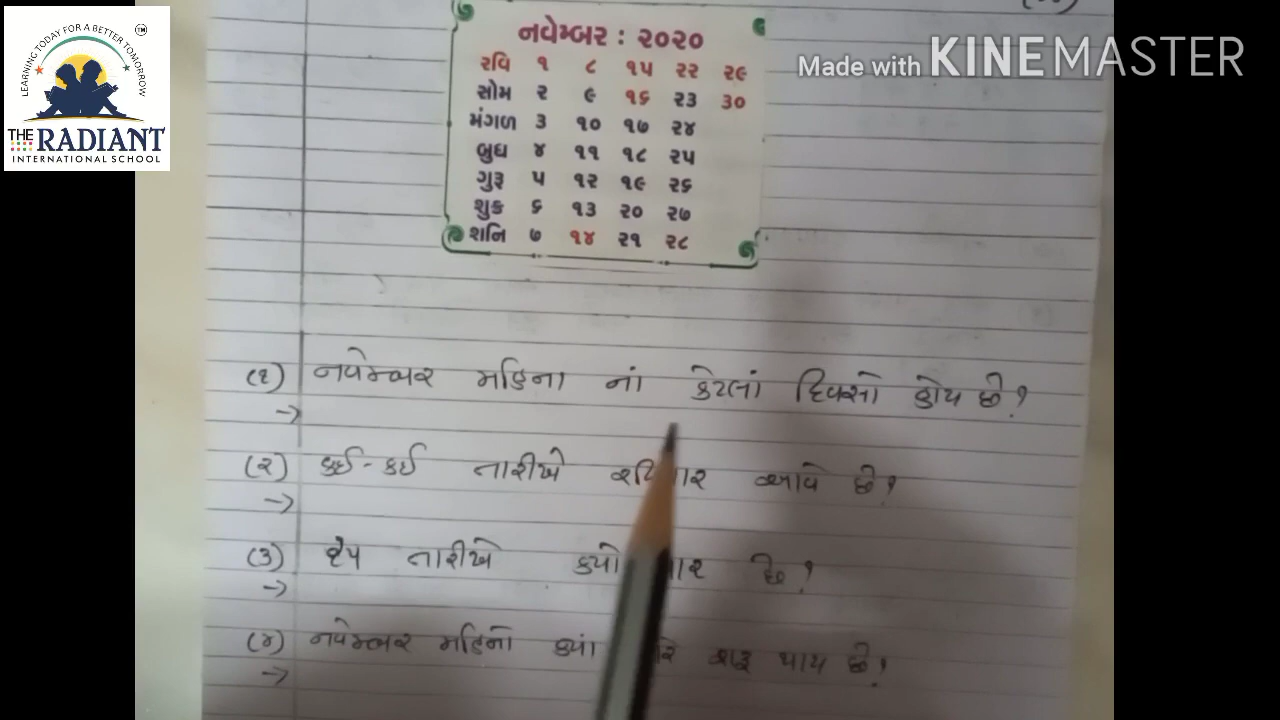 LEARNING TODAY FOR A BETTER TOMORROW
TM
THE RADIANT
INTERNATIONAL SCHOOL
Made with KINEMASTER
નવેમ્બર : ૨૦૨૦
રવિ ૧ ૮ ૧૫ ૨૨ ૨૯
સોમ ૨ ૯ ૧૬ ૨૩ ૩૦
મંગળ ૩ ૧૦ ૧૭ ૨૪
બુધ ૪ ૧૧ ૧૮ ૨૫
ગુરૂ ૫ ૧૨ ૧૯ ૨૬
શુક્ર ૬ ૧૩ ૨૦ ૨૭
શનિ ૭ ૧૪ ૨૧ ૨૮
(૧) નવેમ્બર મહિના નાં કેટલાં દિવસો હોય છે?
→
(૨) કઈ-કઈ તારીખે રવિવાર આવે છે?
→
(૩) તારીખે ક્યો વાર છે?
→
(૪) નવેમ્બર મહિનો ક્યાં વારે શરૂ થાય છે?
→